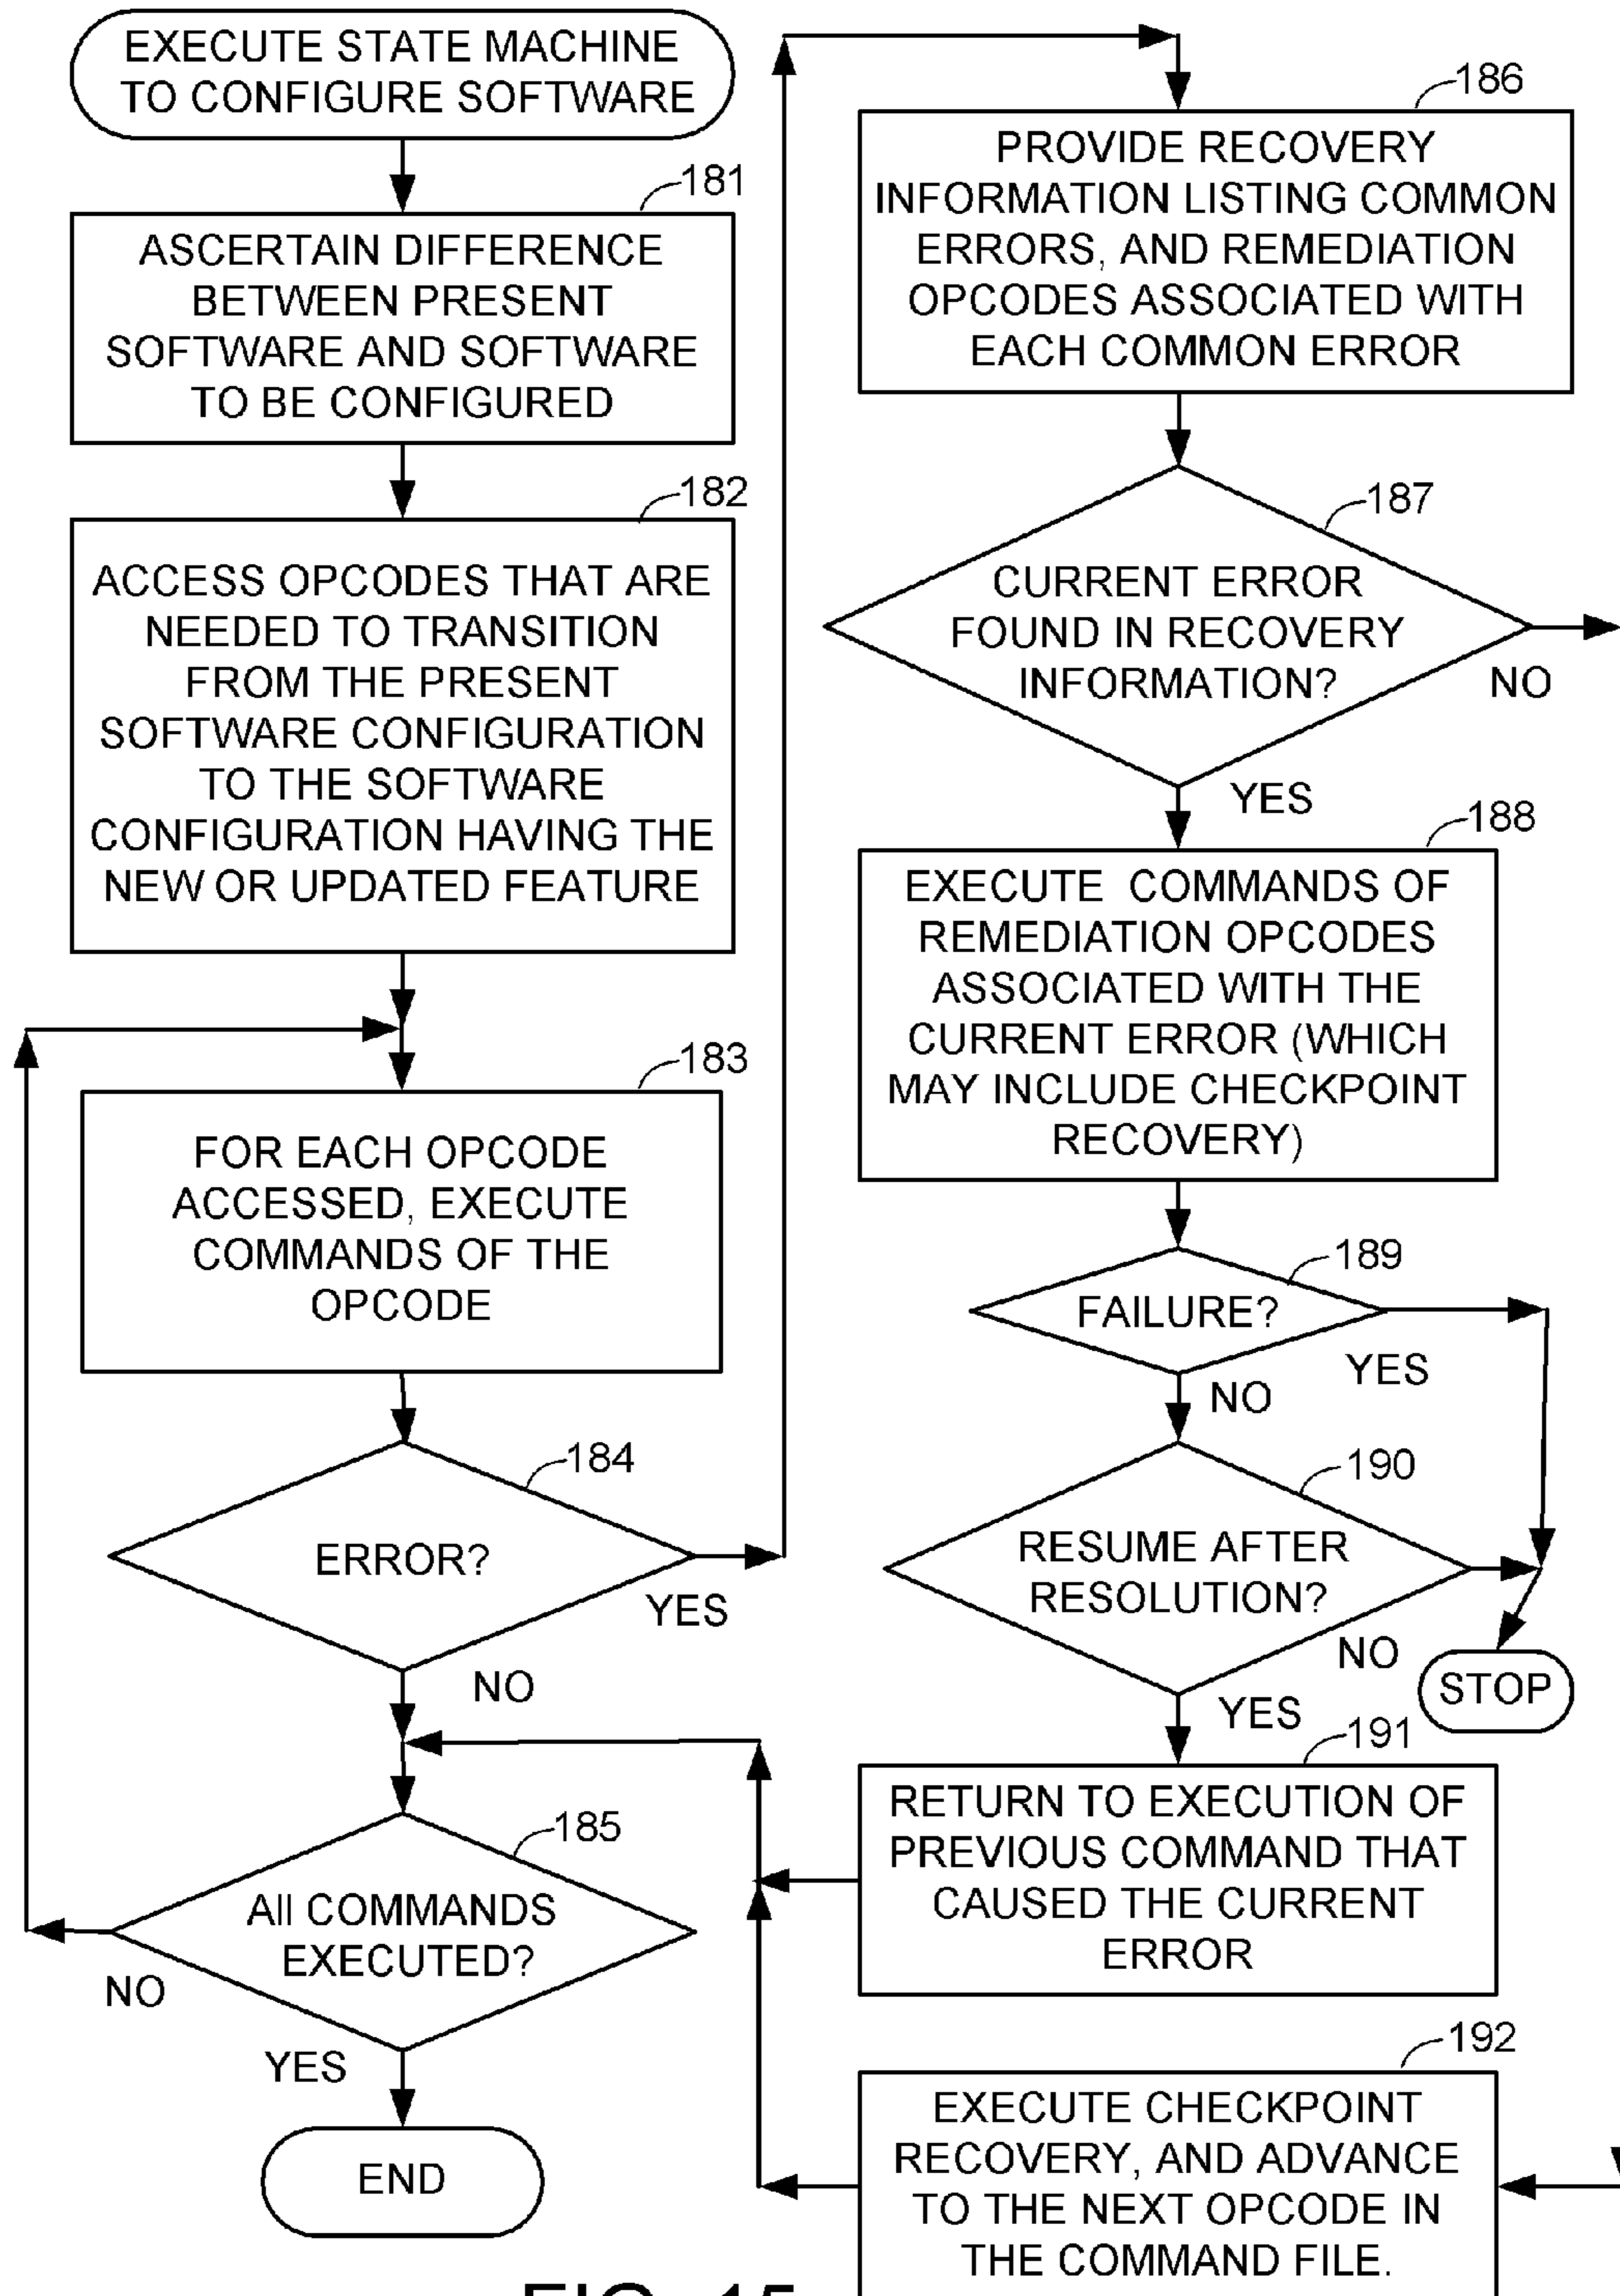 EXECUTE STATE MACHINE
TO CONFIGURE SOFTWARE
181
ASCERTAIN DIFFERENCE
BETWEEN PRESENT
SOFTWARE AND SOFTWARE
TO BE CONFIGURED
182
ACCESS OPCODES THAT ARE
NEEDED TO TRANSITION
FROM THE PRESENT
SOFTWARE CONFIGURATION
TO THE SOFTWARE
CONFIGURATION HAVING THE
NEW OR UPDATED FEATURE
183
FOR EACH OPCODE
ACCESSED, EXECUTE
COMMANDS OF THE
OPCODE
184
ERROR?
YES
NO
185
All COMMANDS
EXECUTED?
NO
YES
END
186
PROVIDE RECOVERY
INFORMATION LISTING COMMON
ERRORS, AND REMEDIATION
OPCODES ASSOCIATED WITH
EACH COMMON ERROR
187
CURRENT ERROR
FOUND IN RECOVERY
INFORMATION?
NO
YES
188
EXECUTE COMMANDS OF
REMEDIATION OPCODES
ASSOCIATED WITH THE
CURRENT ERROR (WHICH
MAY INCLUDE CHECKPOINT
RECOVERY)
189
FAILURE?
YES
NO
190
RESUME AFTER
RESOLUTION?
NO
STOP
YES
191
RETURN TO EXECUTION OF
PREVIOUS COMMAND THAT
CAUSED THE CURRENT
ERROR
192
EXECUTE CHECKPOINT
RECOVERY, AND ADVANCE
TO THE NEXT OPCODE IN
THE COMMAND FILE.
FIG. 15